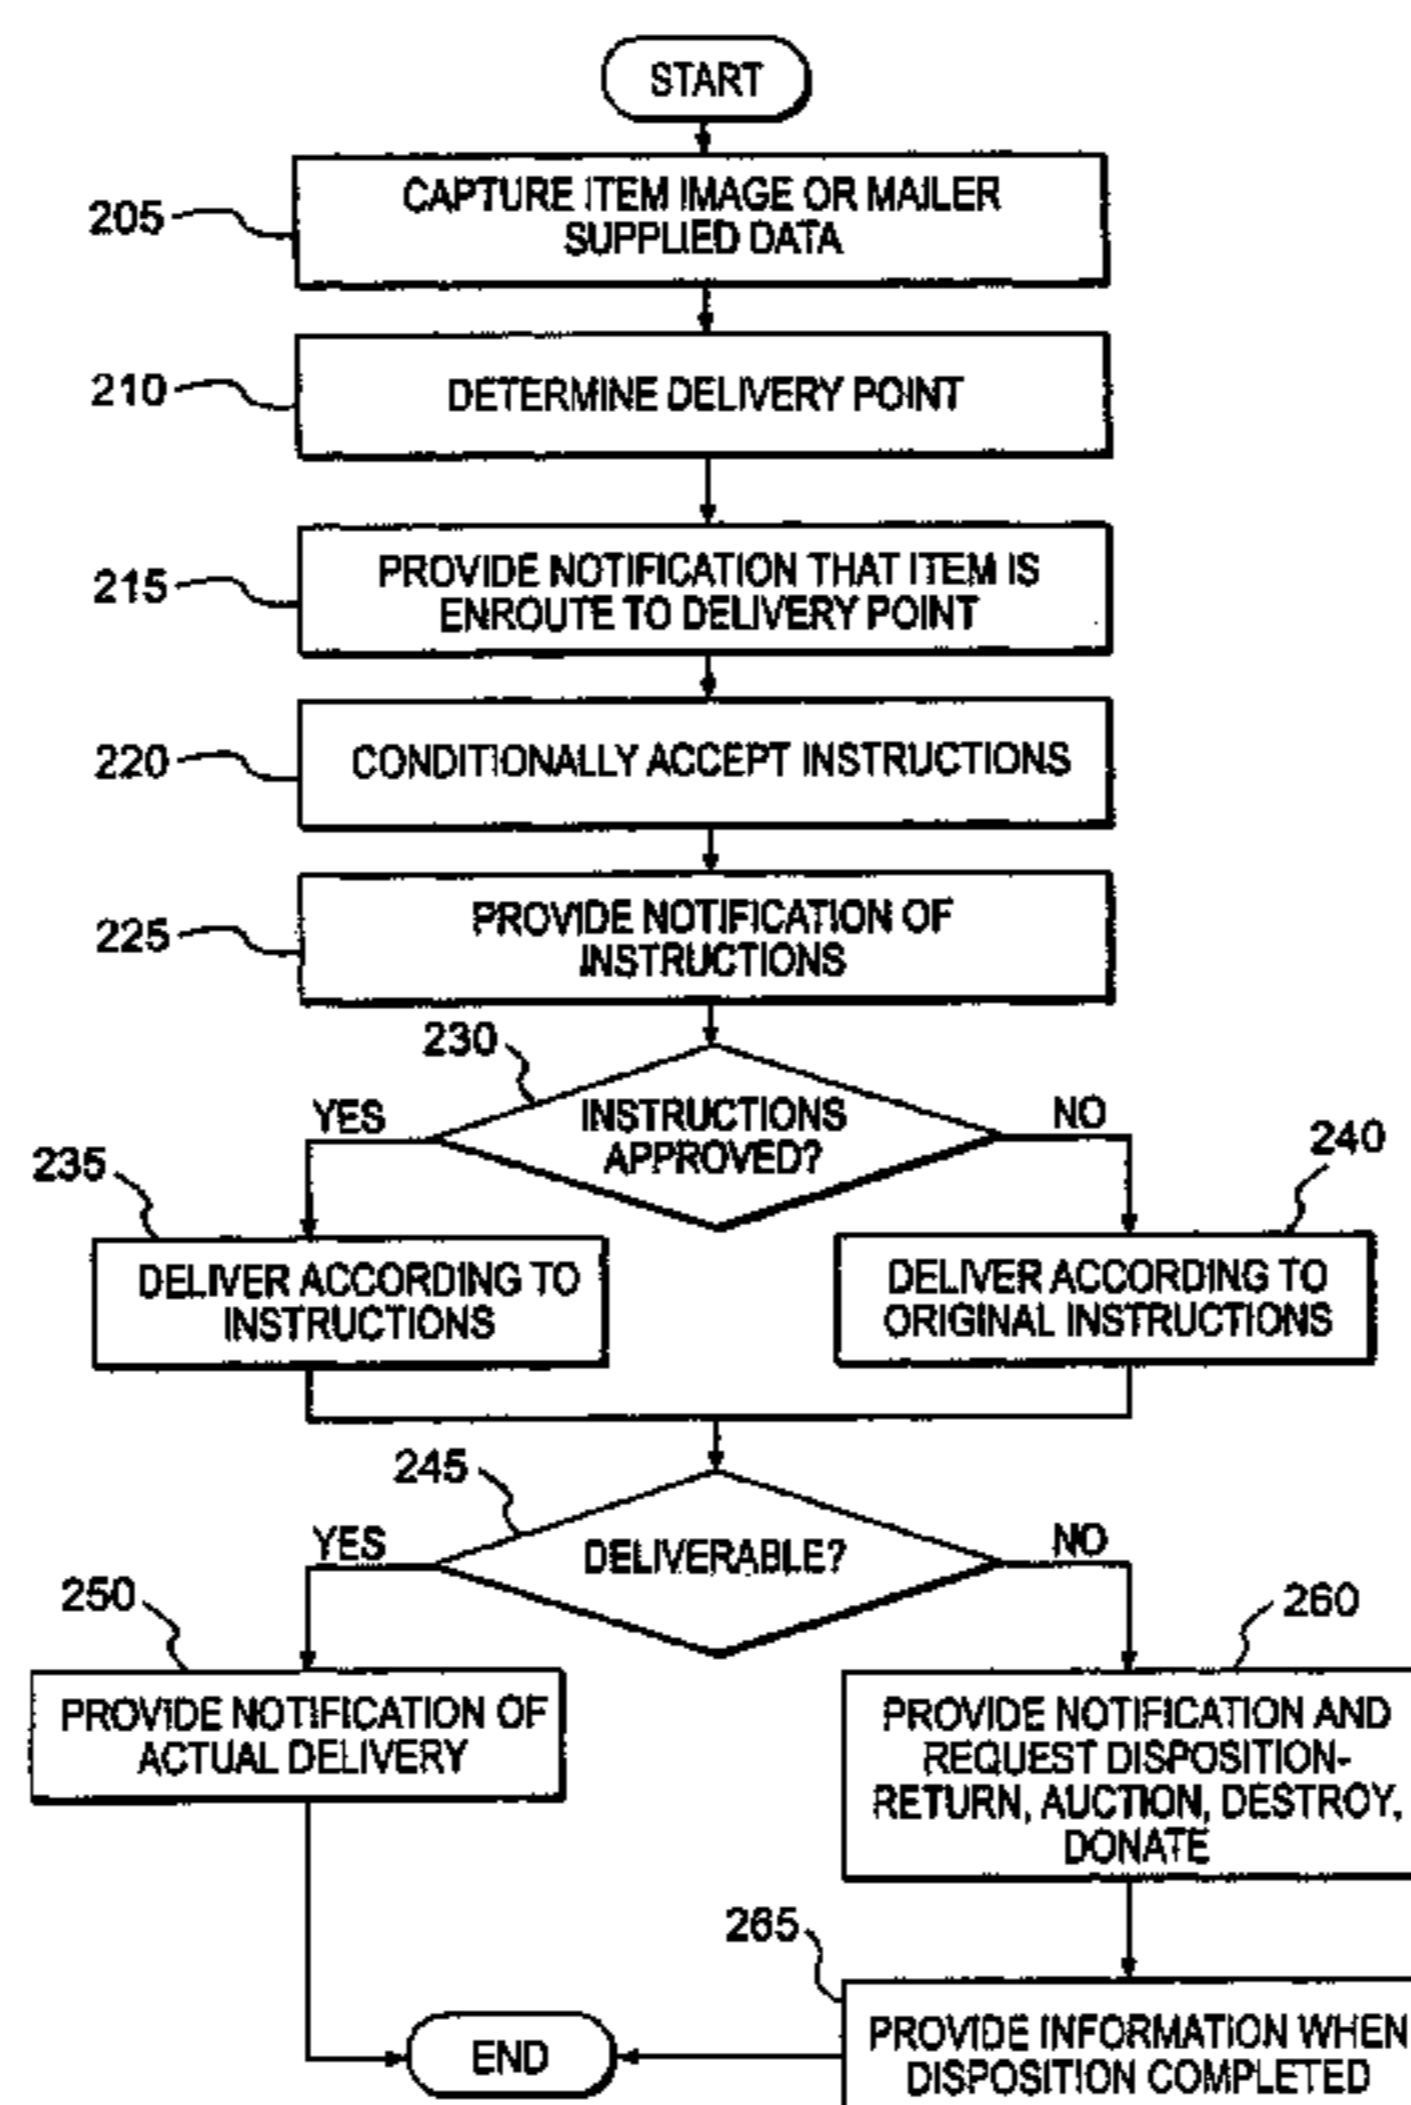 START
205
CAPTURE ITEM IMAGE OR MAILER
SUPPLIED DATA
210
DETERMINE DELIVERY POINT
215
PROVIDE NOTIFICATION THAT ITEM IS
ENROUTE TO DELIVERY POINT
220
CONDITIONALLY ACCEPT INSTRUCTIONS
225
PROVIDE NOTIFICATION OF
INSTRUCTIONS
230
YES
INSTRUCTIONS
APPROVED?
NO
235
240
DELIVER ACCORDING TO
INSTRUCTIONS
DELIVER ACCORDING TO
ORIGINAL INSTRUCTIONS
245
YES
DELIVERABLE?
NO
250
260
PROVIDE NOTIFICATION OF
ACTUAL DELIVERY
PROVIDE NOTIFICATION AND
REQUEST DISPOSITION-
RETURN, AUCTION, DESTROY,
DONATE
265
END
PROVIDE INFORMATION WHEN
DISPOSITION COMPLETED